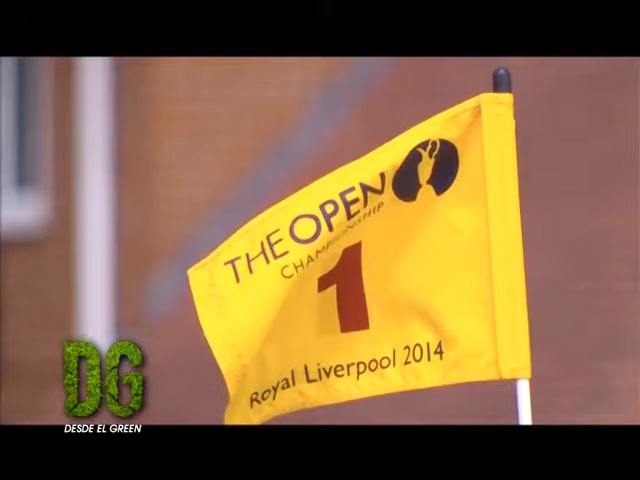 THE OPEN
CHAMPIONSHIP
1
Royal Liverpool 2014
DG
DESDE EL GREEN